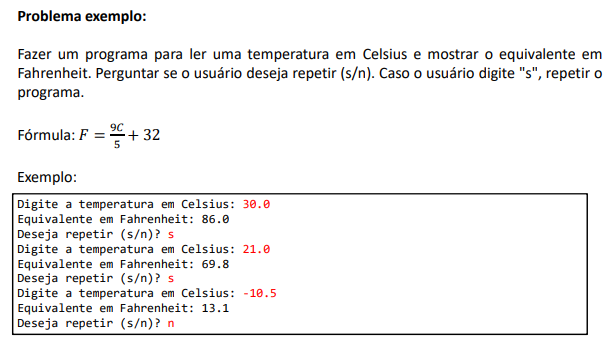 Problema exemplo:
Fazer um programa para ler uma temperatura em Celsius e mostrar o equivalente em
Fahrenheit. Perguntar se o usuário deseja repetir (s/n). Caso o usuário digite "s", repetir o
programa.
Fórmula: F = 9C/5 + 32
Exemplo:
Digite a temperatura em Celsius: 30.0
Equivalente em Fahrenheit: 86.0
Deseja repetir (s/n)? s
Digite a temperatura em Celsius: 21.0
Equivalente em Fahrenheit: 69.8
Deseja repetir (s/n)? s
Digite a temperatura em Celsius: -10.5
Equivalente em Fahrenheit: 13.1
Deseja repetir (s/n)? n